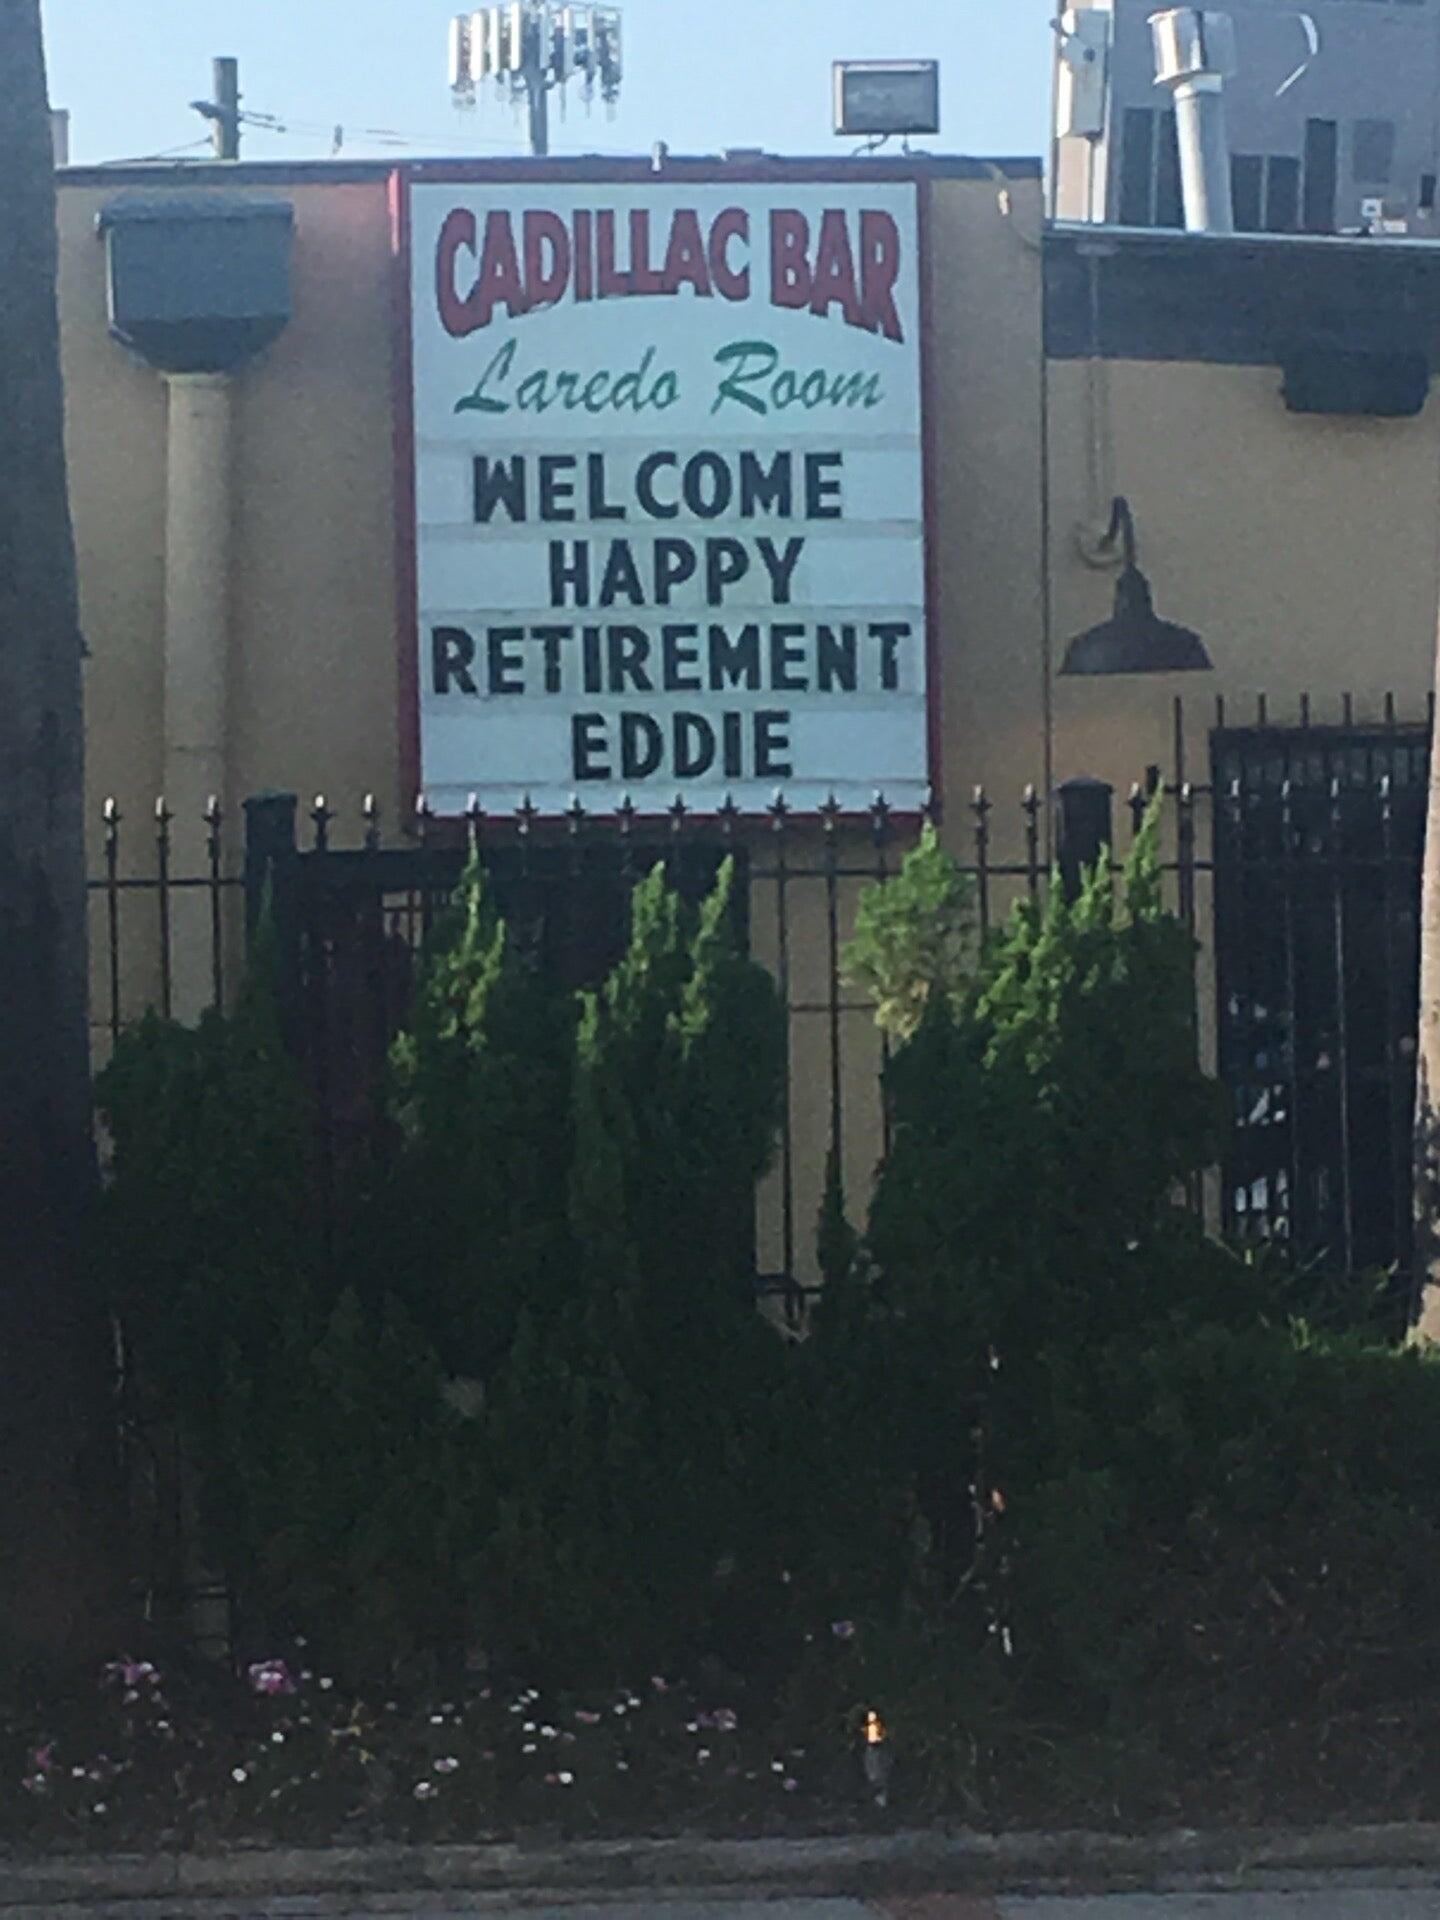 CADILLAC BAR
Laredo Room
WELCOME
HAPPY
RETIREMENT
EDDIE